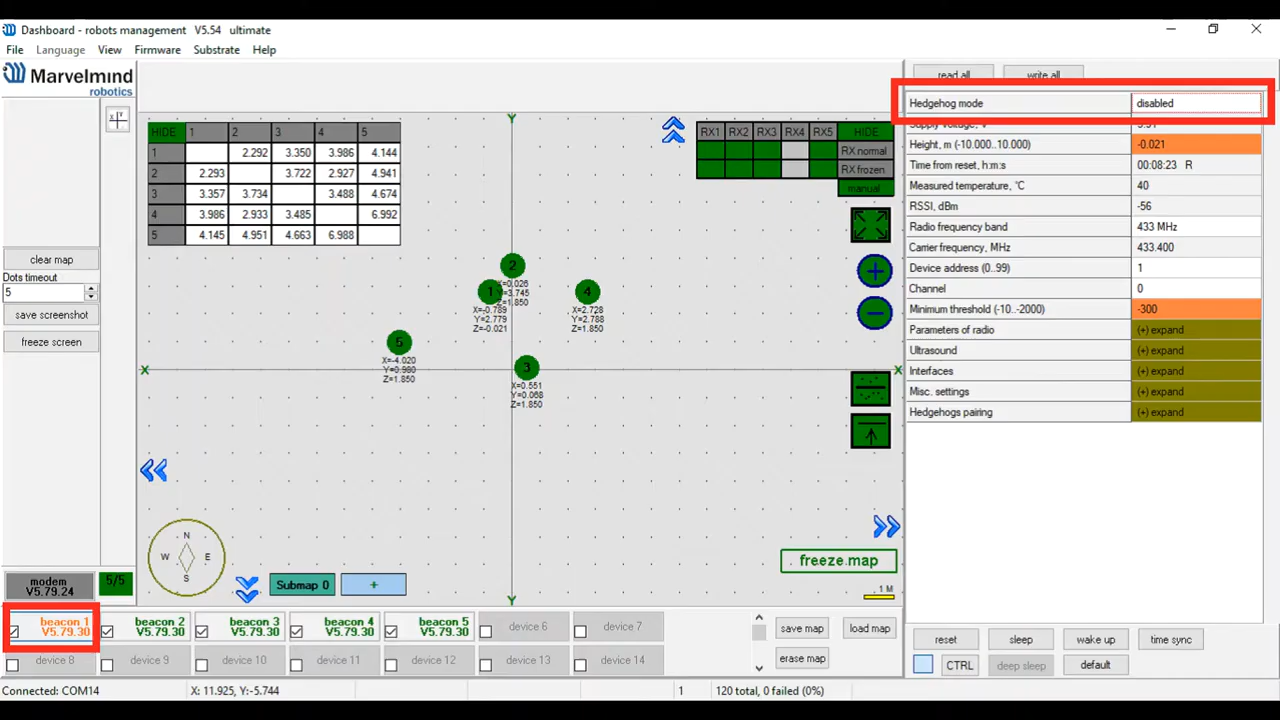 Dashboard - robots management V5.54 ultimate
File Language View Firmware Substrate Help
Marvelmind
robotics
clear map
Dots timeout
5
save screenshot
freeze screen
HIDE 1 2 3 4 5
1 2.292 3.350 3.986 4.144
2 2.293 3.722 2.927 4.941
3 3.357 3.734 3.488 4.674
4 3.986 2.933 3.485 6.992
5 4.145 4.951 4.663 6.988
Y
X
X
Y
RX1 RX2 RX3 RX4 RX5 HIDE
RX normal
RX frozen
manual
2
X=0.026
Y=3.745
Z=1.850
1
X=-0.789
Y=2.779
Z=-0.021
4
X=2.728
Y=2.788
Z=1.850
5
X=-4.020
Y=0.980
Z=1.850
3
X=0.551
Y=0.068
Z=1.850
N
W E
S
Submap 0 +
freeze map
1 M
read all write all
Hedgehog mode disabled
Supply voltage, V
Height, m (-10.000..10.000) -0.021
Time from reset, h:m:s 00:08:23 R
Measured temperature, °C 40
RSSI, dBm -56
Radio frequency band 433 MHz
Carrier frequency, MHz 433.400
Device address (0..99) 1
Channel 0
Minimum threshold (-10..-2000) -300
Parameters of radio (+) expand
Ultrasound (+) expand
Interfaces (+) expand
Misc. settings (+) expand
Hedgehogs pairing (+) expand
modem
V5.79.24
5/5
beacon 1
V5.79.30
beacon 2
V5.79.30
beacon 3
V5.79.30
beacon 4
V5.79.30
beacon 5
V5.79.30
device 6
device 7
device 8
device 9
device 10
device 11
device 12
device 13
device 14
save map load map
erase map
reset sleep wake up time sync
CTRL deep sleep default
Connected: COM14 X: 11.925, Y:-5.744 1 120 total, 0 failed (0%)